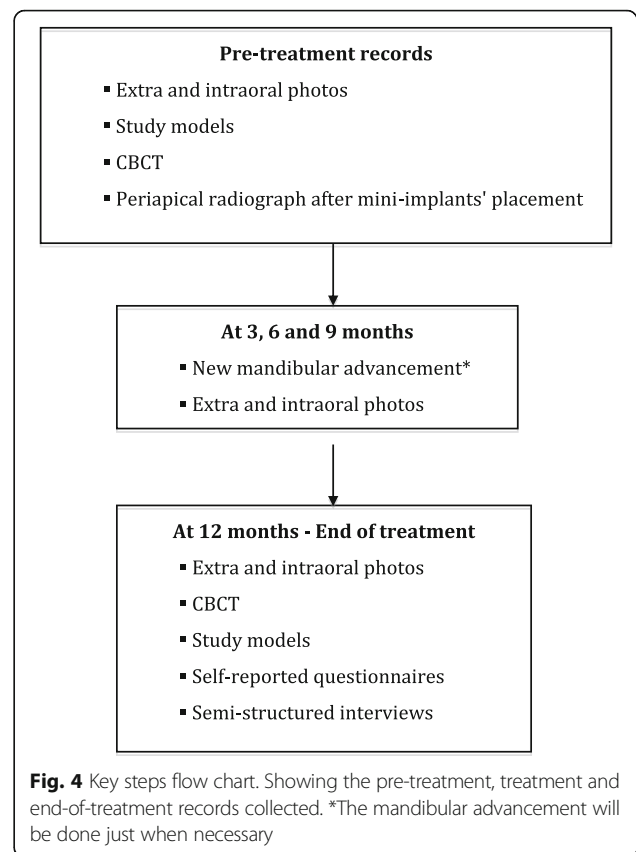 Pre-treatment records
▪ Extra and intraoral photos
▪ Study models
▪ CBCT
▪ Periapical radiograph after mini-implants' placement
At 3, 6 and 9 months
▪ New mandibular advancement*
▪ Extra and intraoral photos
At 12 months - End of treatment
▪ Extra and intraoral photos
▪ CBCT
▪ Study models
▪ Self-reported questionnaires
▪ Semi-structured interviews
Fig. 4 Key steps flow chart. Showing the pre-treatment, treatment and
end-of-treatment records collected. *The mandibular advancement will
be done just when necessary